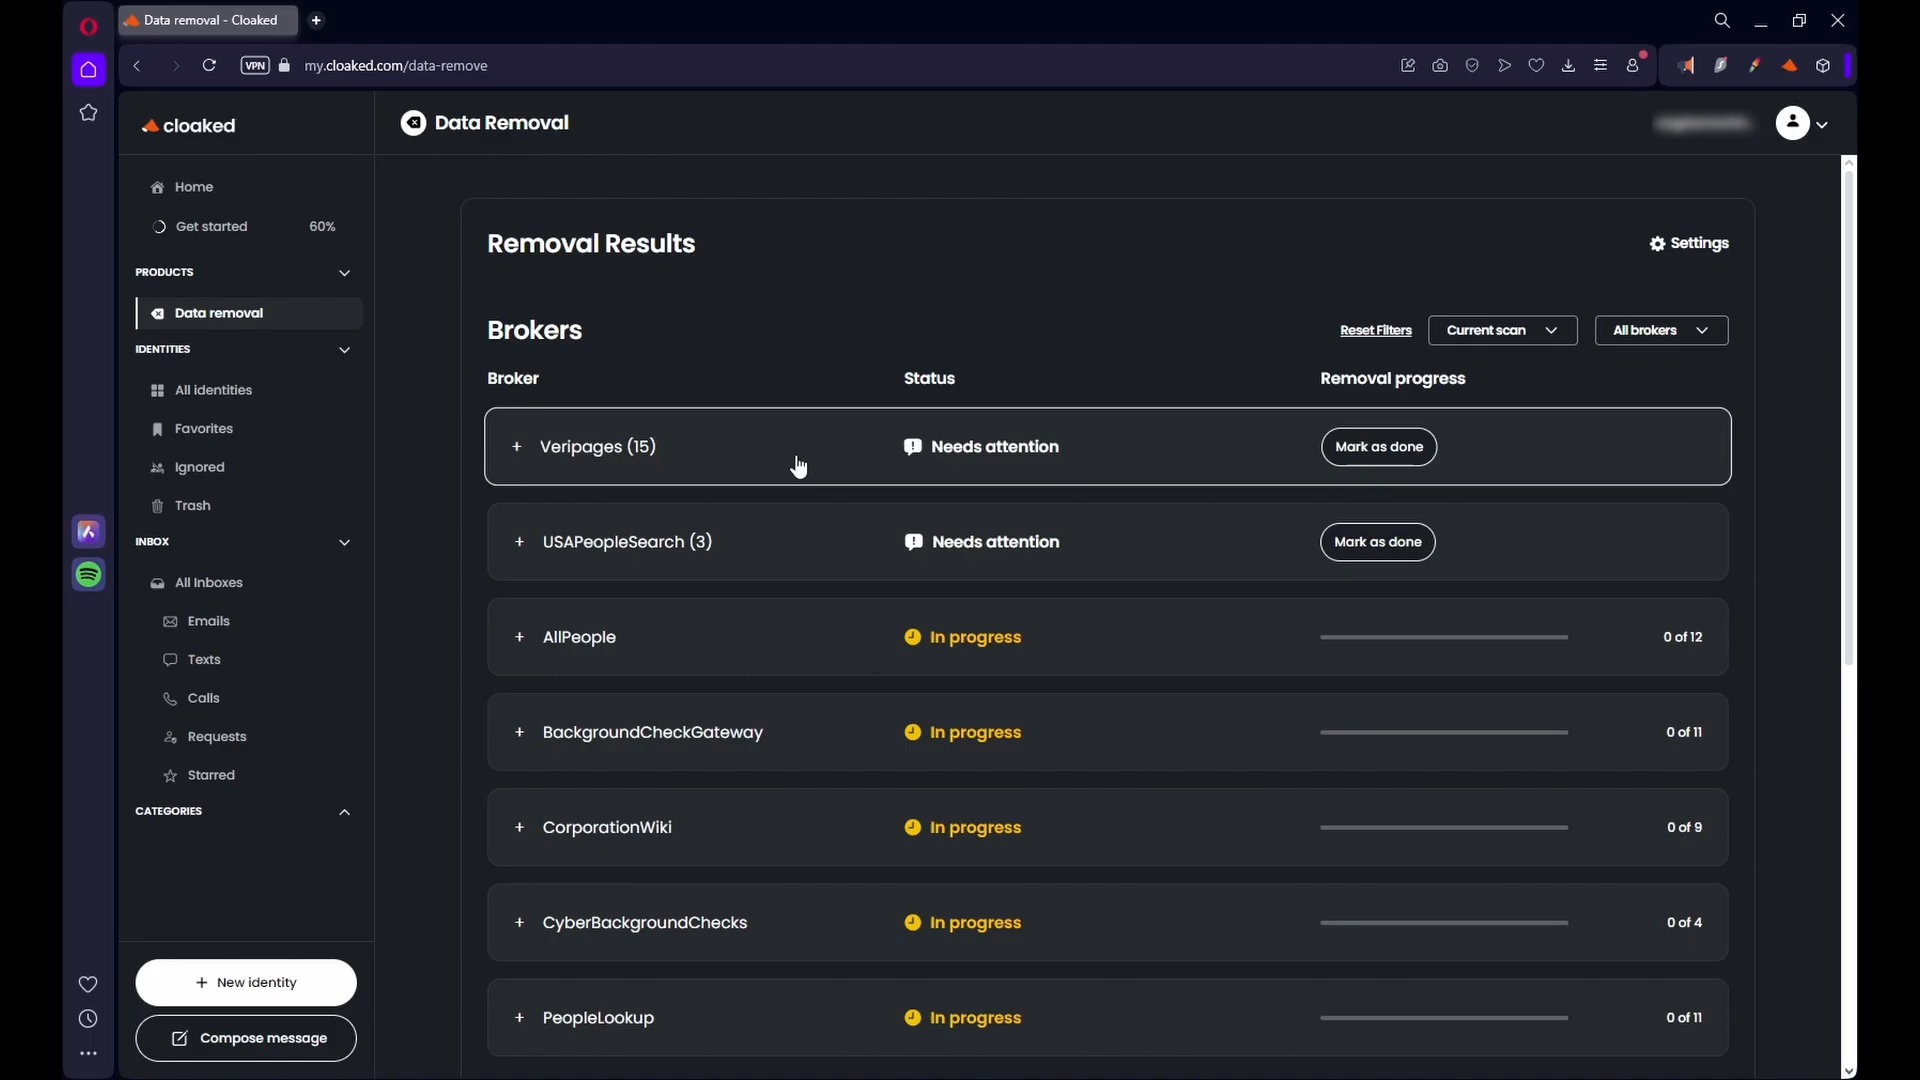 Data removal - Cloaked
VPN
my.cloaked.com/data-remove
cloaked
Data Removal
Home
Get started 60%
PRODUCTS
Data removal
IDENTITIES
All identities
Favorites
Ignored
Trash
INBOX
All Inboxes
Emails
Texts
Calls
Requests
Starred
CATEGORIES
+ New identity
Compose message
Removal Results
Settings
Brokers
Reset Filters
Current scan
All brokers
Broker Status Removal progress
+ Veripages (15) Needs attention Mark as done
+ USAPeopleSearch (3) Needs attention Mark as done
+ AllPeople In progress 0 of 12
+ BackgroundCheckGateway In progress 0 of 11
+ CorporationWiki In progress 0 of 9
+ CyberBackgroundChecks In progress 0 of 4
+ PeopleLookup In progress 0 of 11